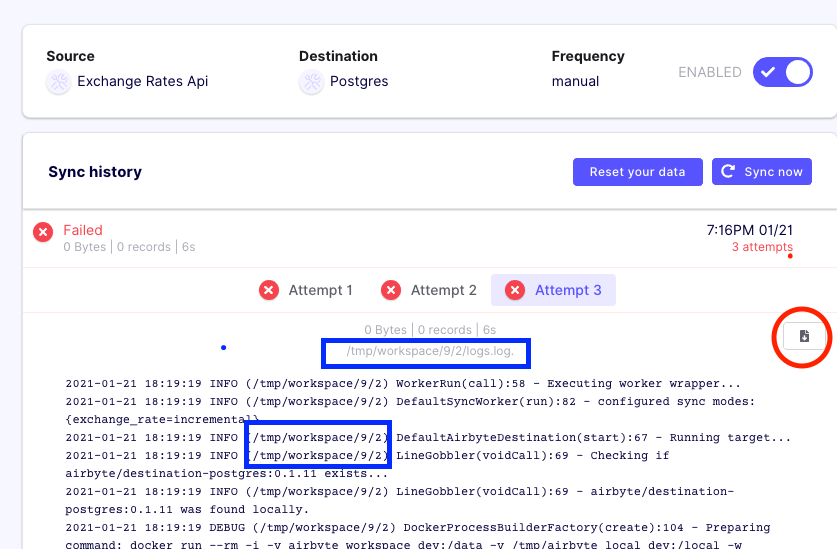 Source Destination Frequency
Exchange Rates Api Postgres manual ENABLED
Sync history Reset your data Sync now
Failed 7:16PM 01/21
0 Bytes | 0 records | 6s 3 attempts
Attempt 1 Attempt 2 Attempt 3
0 Bytes | 0 records | 6s
/tmp/workspace/9/2/logs.log.
2021-01-21 18:19:19 INFO (/tmp/workspace/9/2) WorkerRun(call):58 - Executing worker wrapper...
2021-01-21 18:19:19 INFO (/tmp/workspace/9/2) DefaultSyncWorker(run):82 - configured sync modes:
{exchange_rate=incremental}
2021-01-21 18:19:19 INFO (/tmp/workspace/9/2) DefaultAirbyteDestination(start):67 - Running target...
2021-01-21 18:19:19 INFO (/tmp/workspace/9/2) LineGobbler(voidCall):69 - Checking if
airbyte/destination-postgres:0.1.11 exists...
2021-01-21 18:19:19 INFO (/tmp/workspace/9/2) LineGobbler(voidCall):69 - airbyte/destination-
postgres:0.1.11 was found locally.
2021-01-21 18:19:19 DEBUG (/tmp/workspace/9/2) DockerProcessBuilderFactory(create):104 - Preparing
command: docker run --rm -i -v airbyte_workspace_dev:/data -v /tmp/airbyte_local_dev:/local -w